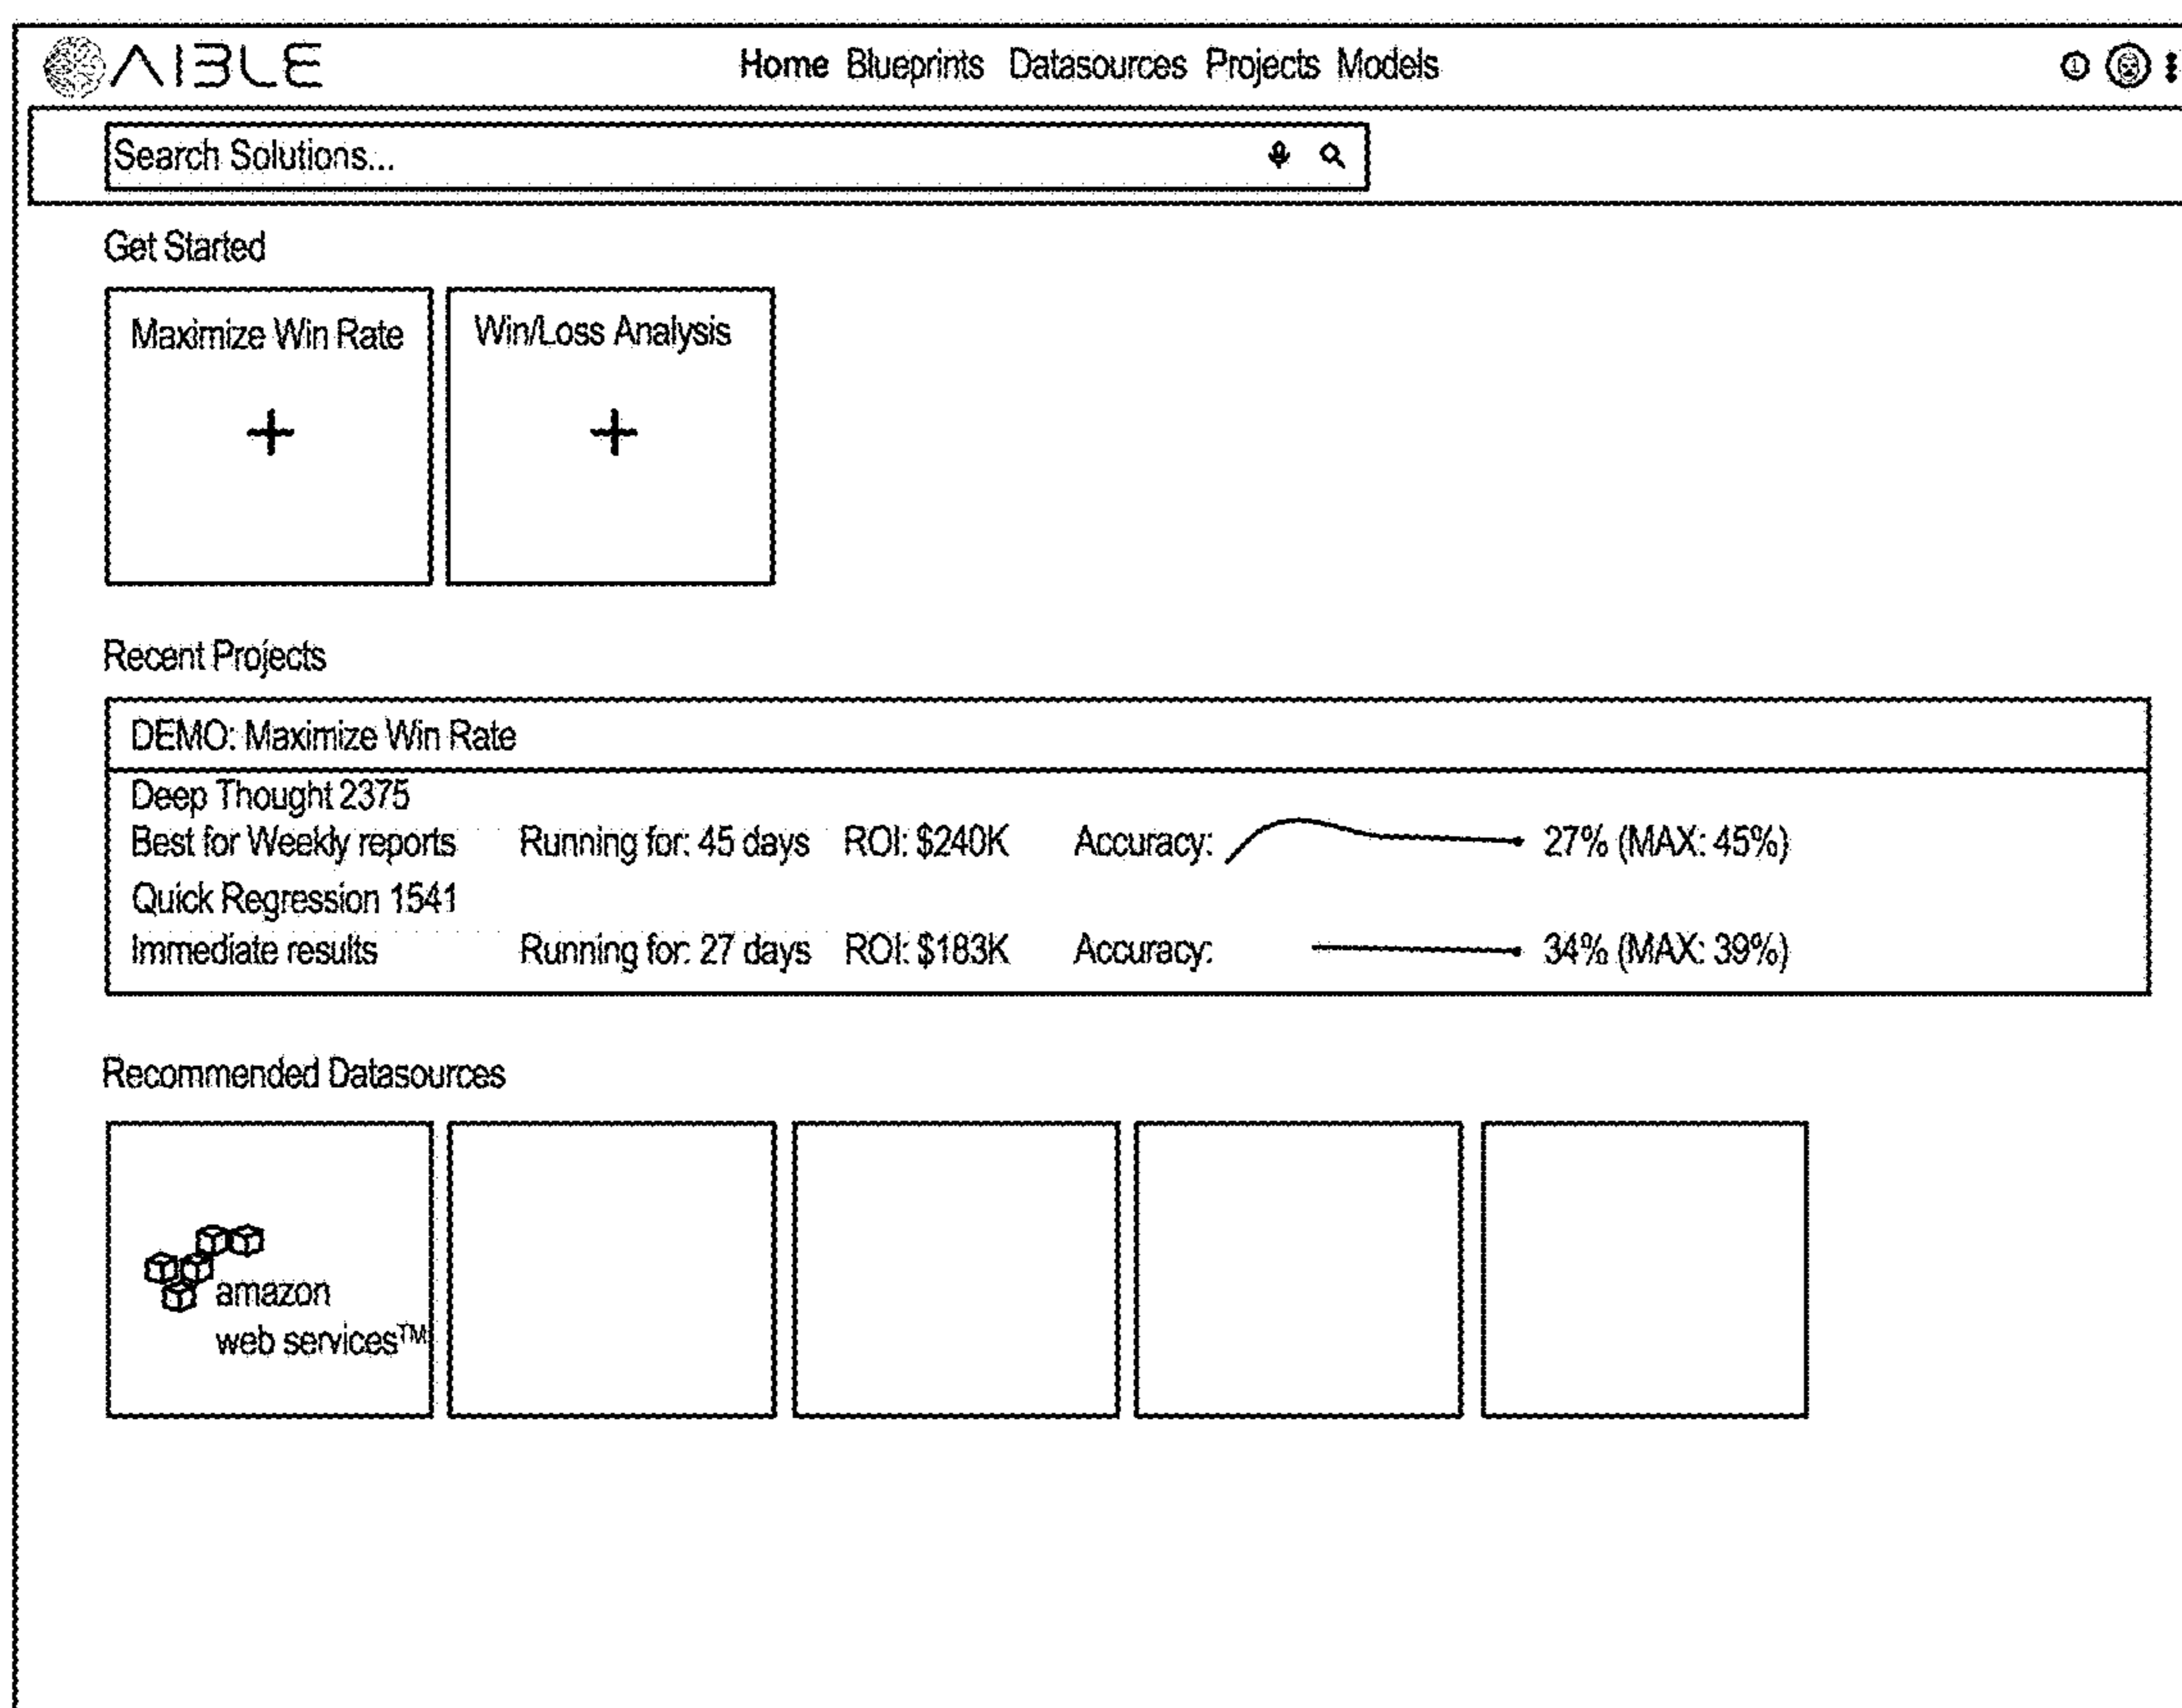 AIBLE
Home Blueprints Datasources Projects Models
1
Search Solutions...
Get Started
Maximize Win Rate
+
Win/Loss Analysis
+
Recent Projects
DEMO: Maximize Win Rate
Deep Thought 2375
Best for Weekly reports Running for: 45 days ROI: $240K Accuracy: 27% (MAX: 45%)
Quick Regression 1541
Immediate results Running for: 27 days ROI: $183K Accuracy: 34% (MAX: 39%)
Recommended Datasources
amazon
web services™